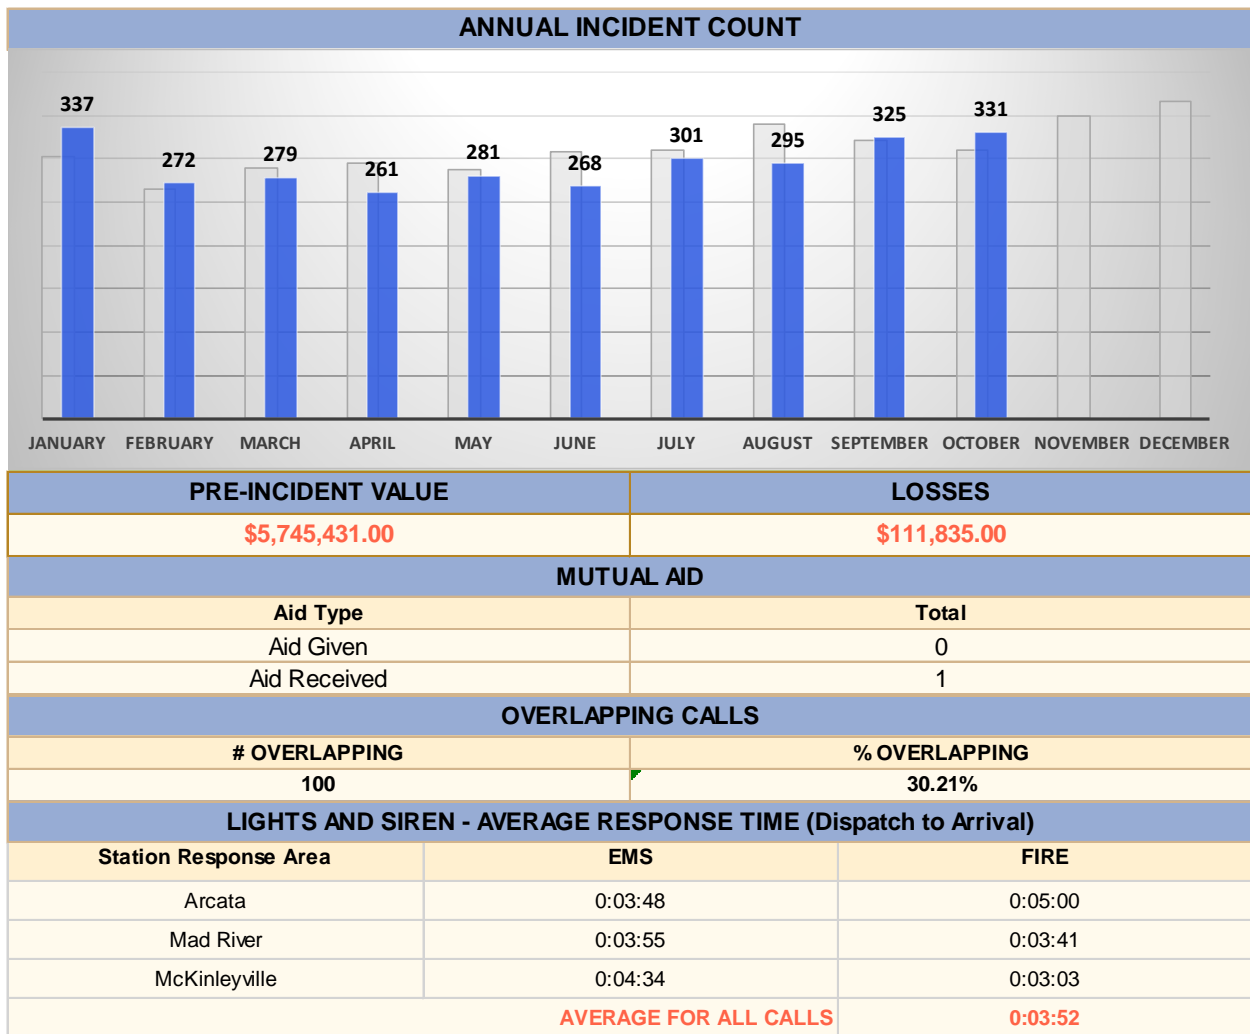 ANNUAL INCIDENT COUNT
337 272 279 261 281 268 301 295 325 331
JANUARY FEBRUARY MARCH APRIL MAY JUNE JULY AUGUST SEPTEMBER OCTOBER NOVEMBER DECEMBER
PRE-INCIDENT VALUE LOSSES
$5,745,431.00 $111,835.00
MUTUAL AID
Aid Type Total
Aid Given 0
Aid Received 1
OVERLAPPING CALLS
# OVERLAPPING % OVERLAPPING
100 30.21%
LIGHTS AND SIREN - AVERAGE RESPONSE TIME (Dispatch to Arrival)
Station Response Area EMS FIRE
Arcata 0:03:48 0:05:00
Mad River 0:03:55 0:03:41
McKinleyville 0:04:34 0:03:03
AVERAGE FOR ALL CALLS 0:03:52